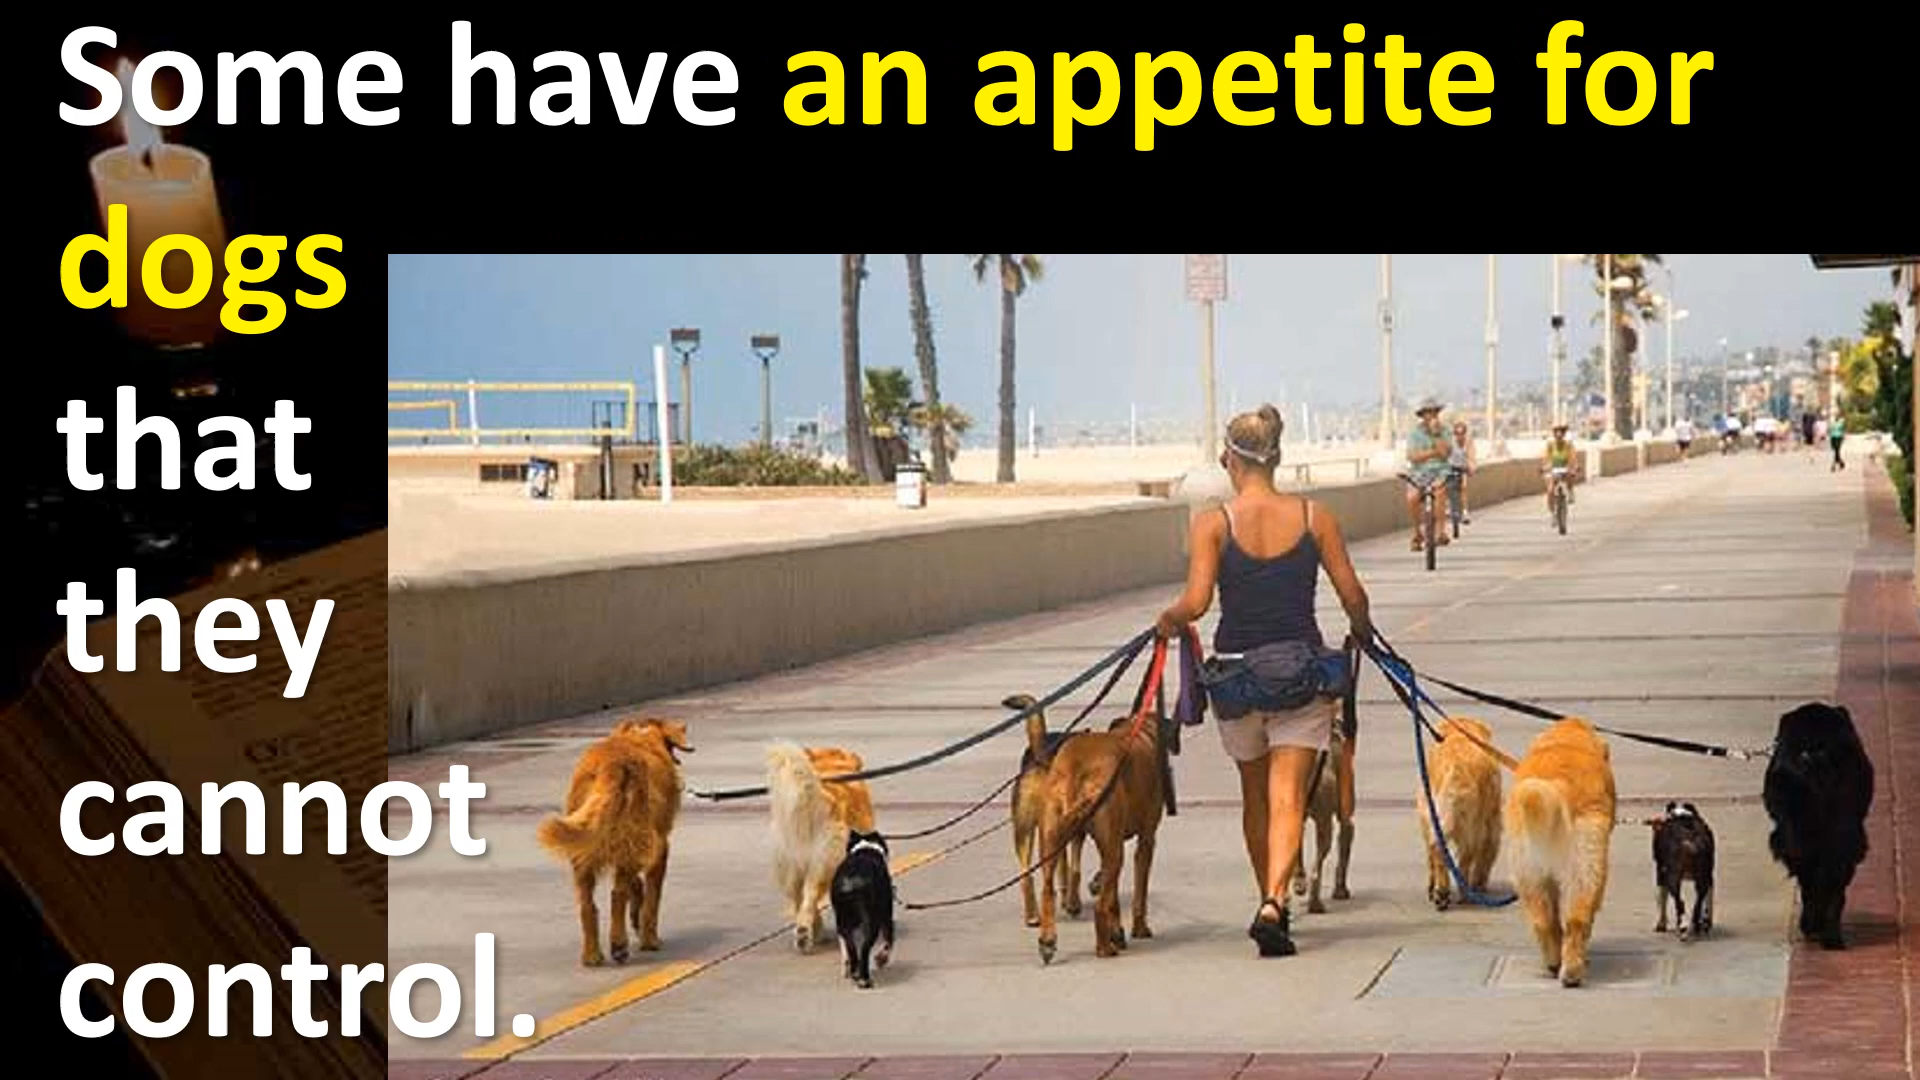 Some have an appetite for
dogs
that
they
cannot
control.